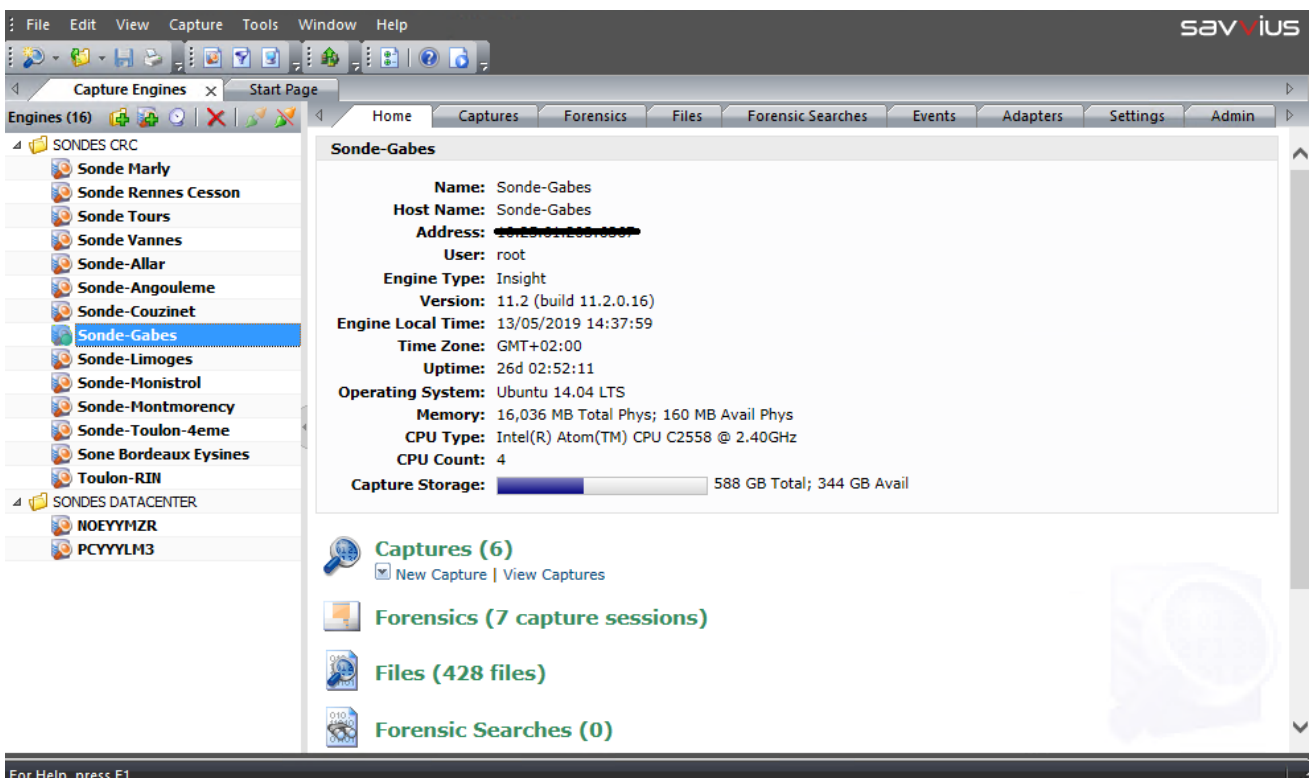 File Edit View Capture Tools Window Help
savvius
Capture Engines Start Page
Engines (16)
Home Captures Forensics Files Forensic Searches Events Adapters Settings Admin
SONDES CRC
Sonde Marly
Sonde Rennes Cesson
Sonde Tours
Sonde Vannes
Sonde-Allar
Sonde-Angouleme
Sonde-Couzinet
Sonde-Gabes
Sonde-Limoges
Sonde-Monistrol
Sonde-Montmorency
Sonde-Toulon-4eme
Sone Bordeaux Eysines
Toulon-RIN
SONDES DATACENTER
NOEYYMZR
PCYYYLM3
Sonde-Gabes
Name: Sonde-Gabes
Host Name: Sonde-Gabes
Address:
User: root
Engine Type: Insight
Version: 11.2 (build 11.2.0.16)
Engine Local Time: 13/05/2019 14:37:59
Time Zone: GMT+02:00
Uptime: 26d 02:52:11
Operating System: Ubuntu 14.04 LTS
Memory: 16,036 MB Total Phys; 160 MB Avail Phys
CPU Type: Intel(R) Atom(TM) CPU C2558 @ 2.40GHz
CPU Count: 4
Capture Storage: 588 GB Total; 344 GB Avail
Captures (6)
New Capture | View Captures
Forensics (7 capture sessions)
Files (428 files)
Forensic Searches (0)
For Help, press F1